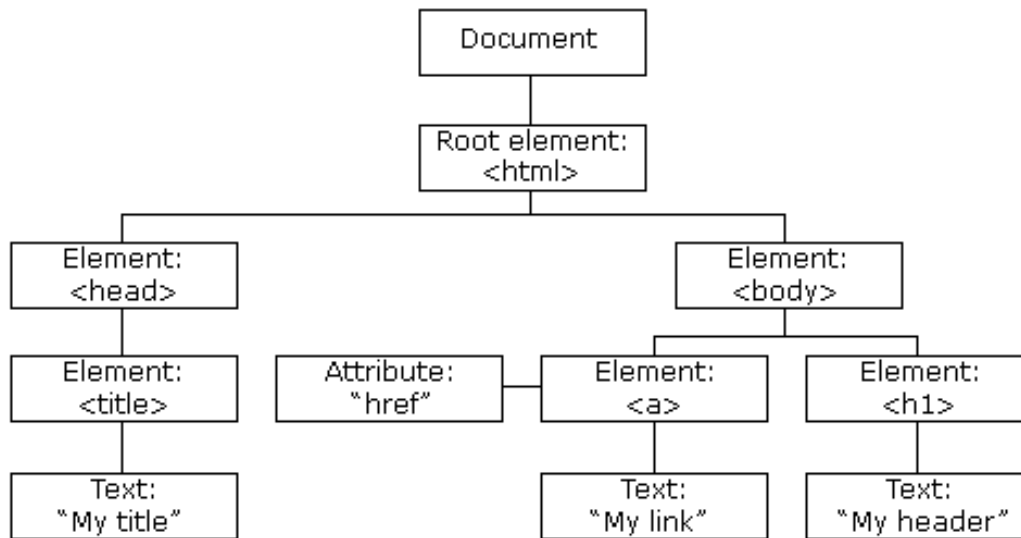 Document
Root element:
<html>
Element:
<head>
Element:
<body>
Element:
<title>
Attribute:
“href”
Element:
<a>
Element:
<h1>
Text:
“My title”
Text:
“My link”
Text:
“My header”